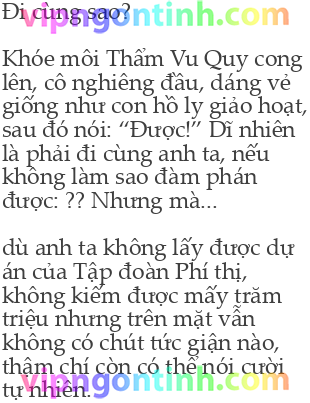 Đi cùng sao?
vipngontinh.com
Khóe môi Thẩm Vu Quy cong
lên, cô nghiêng đầu, dáng vẻ
giống như con hồ ly giảo hoạt,
sau đó nói: “Được!” Dĩ nhiên
là phải đi cùng anh ta, nếu
không làm sao đàm phán
được: ?? Nhưng mà...
dù anh ta không lấy được dự
án của Tập đoàn Phí thị,
không kiếm được mấy trăm
triệu nhưng trên mặt vẫn
không có chút tức giận nào,
thậm chí còn có thể nói cười
tự nhiên.
vipngontinh.com